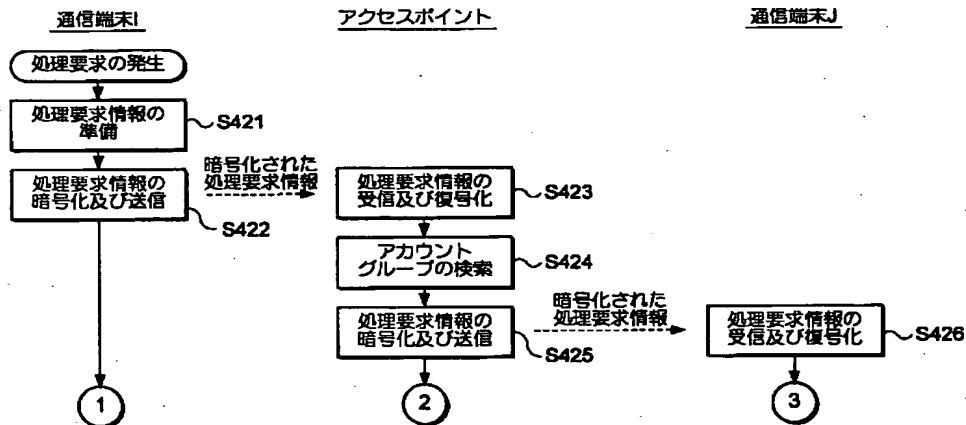 通信端末I
アクセスポイント
通信端末J
処理要求の発生
処理要求情報の
準備
S421
処理要求情報の
暗号化及び送信
S422
暗号化された
処理要求情報
処理要求情報の
受信及び復号化
S423
アカウント
グループの検索
S424
処理要求情報の
暗号化及び送信
S425
暗号化された
処理要求情報
処理要求情報の
受信及び復号化
S426
1
2
3